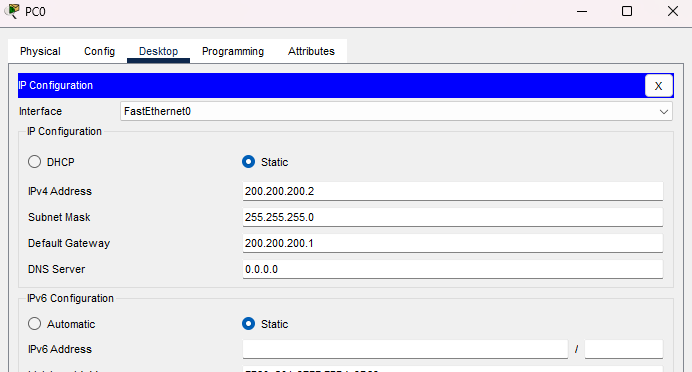 PC0
Physical Config Desktop Programming Attributes
IP Configuration X
Interface FastEthernet0
IP Configuration
DHCP Static
IPv4 Address 200.200.200.2
Subnet Mask 255.255.255.0
Default Gateway 200.200.200.1
DNS Server 0.0.0.0
IPv6 Configuration
Automatic Static
IPv6 Address /